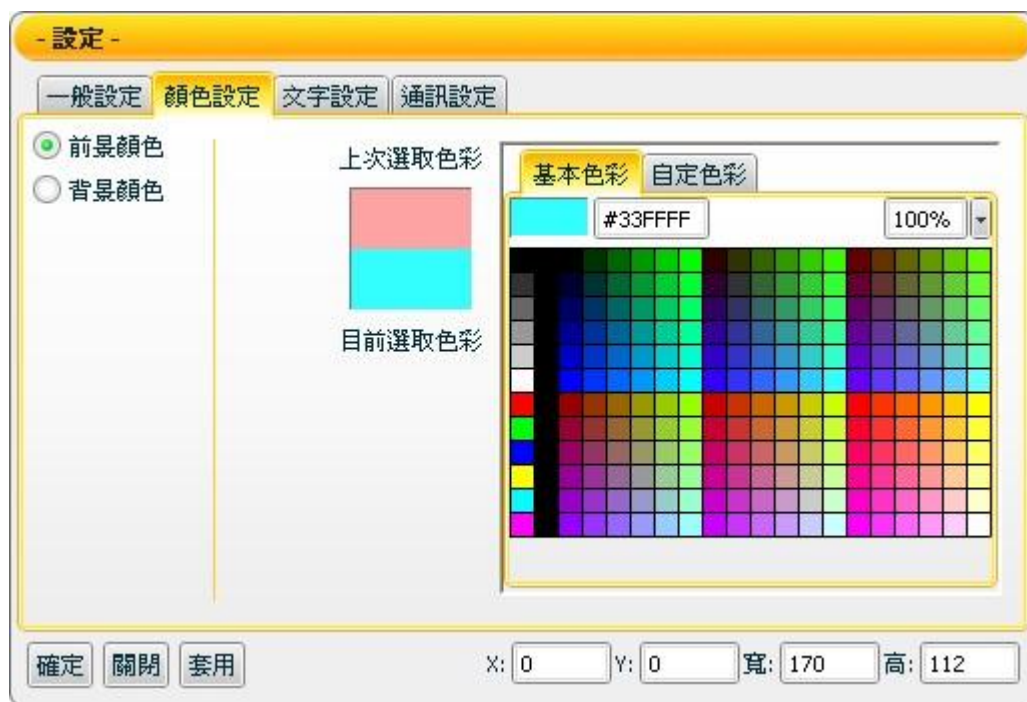 - 設定 -
一般設定 顏色設定 文字設定 通訊設定
前景顏色
背景顏色
上次選取色彩
目前選取色彩
基本色彩 自定色彩
#33FFFF 100%
確定 關閉 套用 X: 0 Y: 0 寬: 170 高: 112